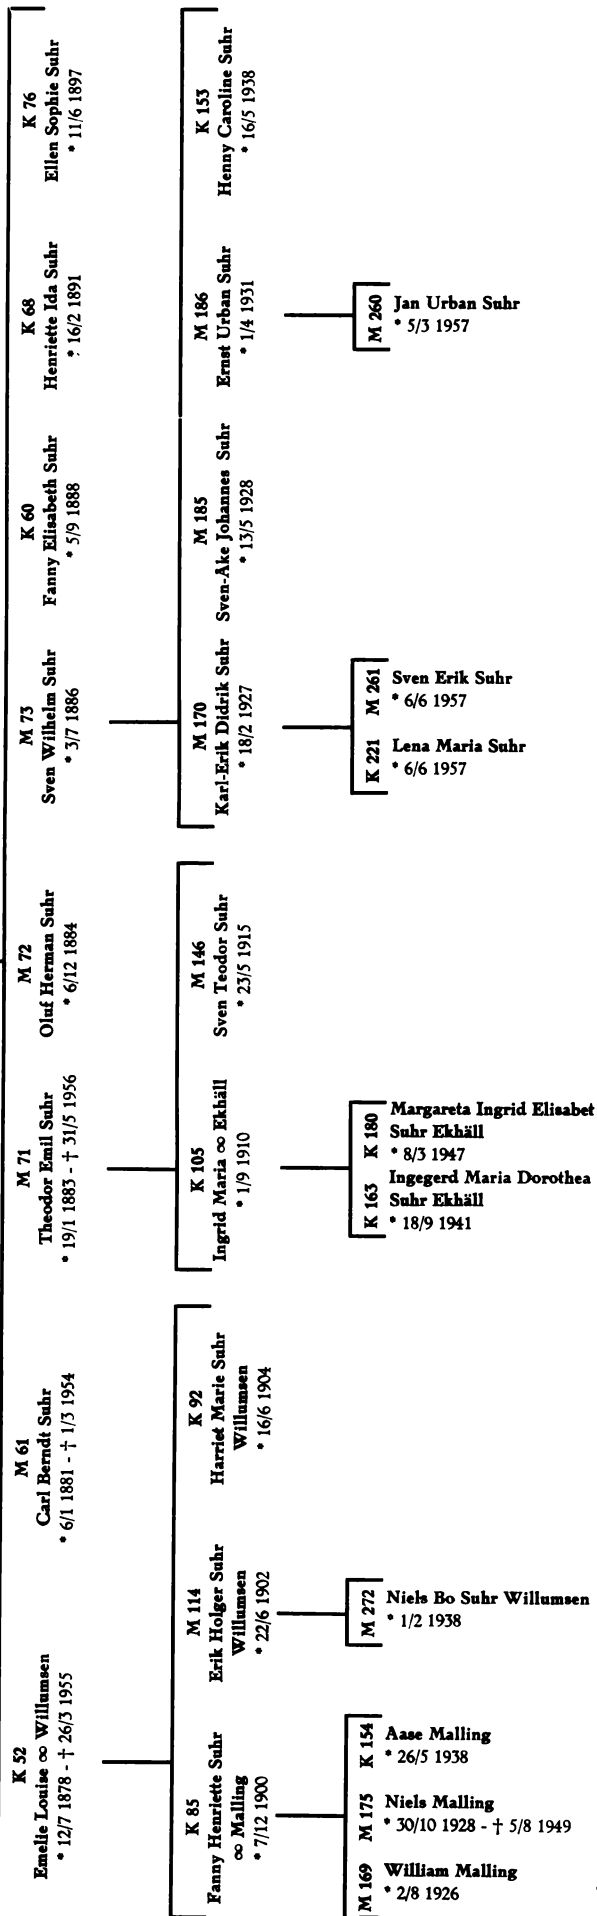 K 52
Emelie Louise ∞ Willumsen
* 12/7 1878 - † 26/3 1955
M 61
Carl Berndt Suhr
* 6/1 1881 - † 1/3 1954
M 71
Theodor Emil Suhr
* 19/1 1883 - † 31/5 1956
M 72
Oluf Herman Suhr
* 6/12 1884
M 73
Sven Wilhelm Suhr
* 3/7 1886
K 60
Fanny Elisabeth Suhr
* 5/9 1888
K 68
Henriette Ida Suhr
* 16/2 1891
K 76
Ellen Sophie Suhr
* 11/6 1897
K 85
Fanny Henriette Suhr
∞ Malling
* 7/12 1900
M 114
Erik Holger Suhr
Willumsen
* 22/6 1902
K 92
Harriet Marie Suhr
Willumsen
* 16/6 1904
K 105
Ingrid Maria ∞ Ekhäll
* 1/9 1910
M 146
Sven Teodor Suhr
* 23/5 1915
M 170
Karl-Erik Didrik Suhr
* 18/2 1927
M 185
Sven-Ake Johannes Suhr
* 13/5 1928
M 186
Ernst Urban Suhr
* 1/4 1931
K 153
Henny Caroline Suhr
* 16/5 1938
M 260
Jan Urban Suhr
* 5/3 1957
M 261
Sven Erik Suhr
* 6/6 1957
K 221
Lena Maria Suhr
* 6/6 1957
K 180
Margareta Ingrid Elisabet
Suhr Ekhäll
* 8/3 1947
K 163
Ingegerd Maria Dorothea
Suhr Ekhäll
* 18/9 1941
M 272
Niels Bo Suhr Willumsen
* 1/2 1938
K 154
Aase Malling
* 26/5 1938
M 175
Niels Malling
* 30/10 1928 - † 5/8 1949
M 169
William Malling
* 2/8 1926